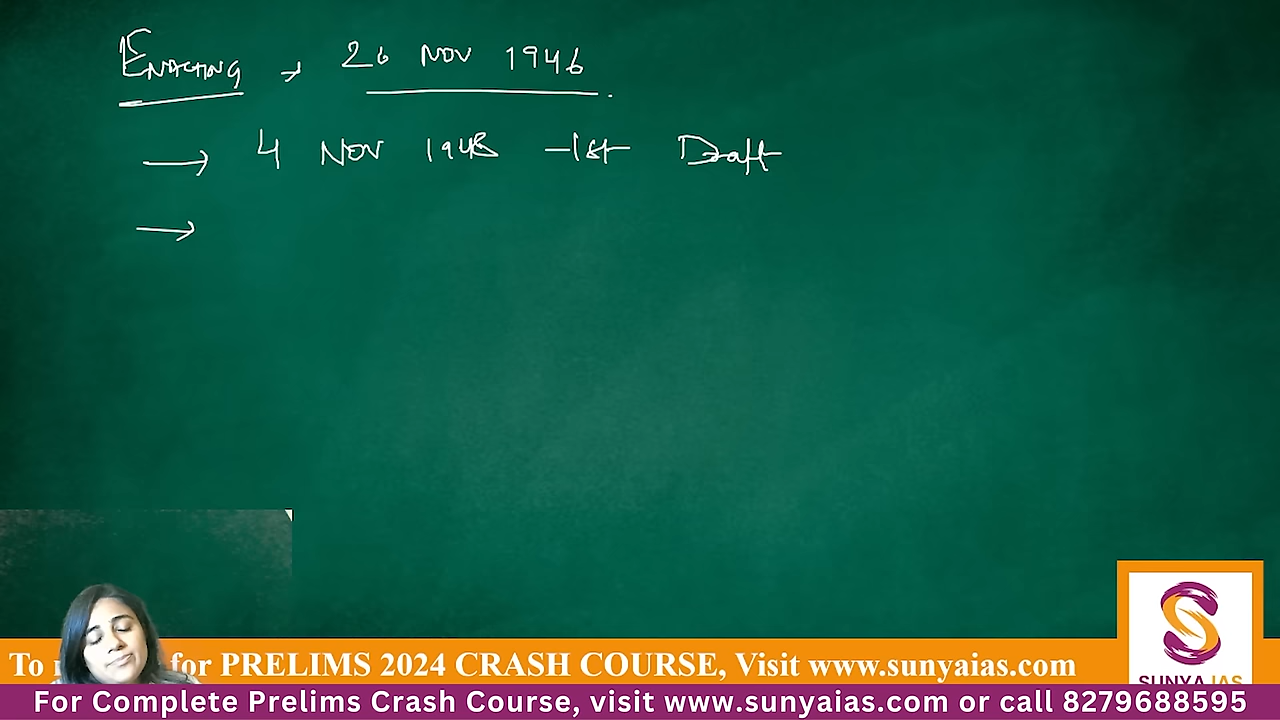 ENACTING → 26 NOV 1946
→ 4 NOV 1948 - 1st Draft
→
To for PRELIMS 2024 CRASH COURSE, Visit www.sunyaias.com
SUNYA IAS
For Complete Prelims Crash Course, visit www.sunyaias.com or call 8279688595